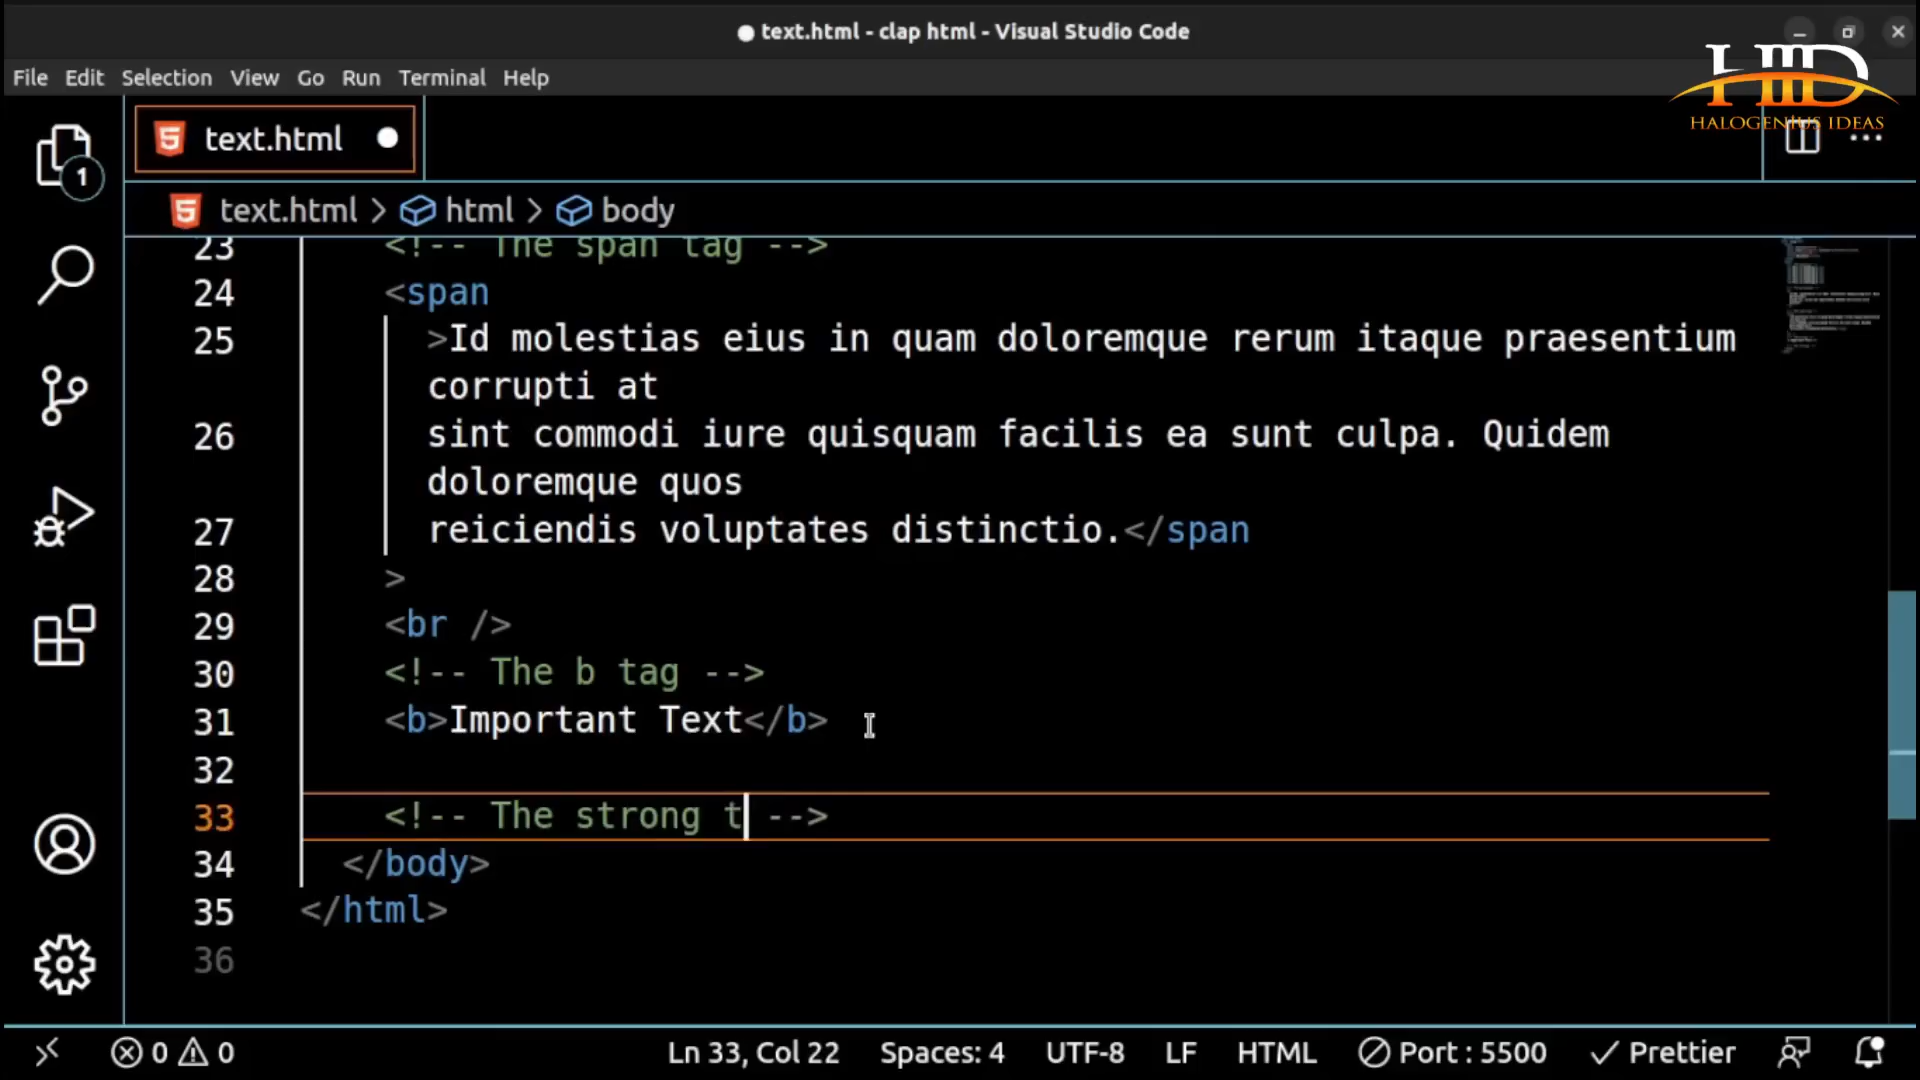 text.html - clap html - Visual Studio Code
File Edit Selection View Go Run Terminal Help
HID
HALOGENIUS IDEAS
text.html
1
text.html > html > body
23 <!-- The span tag -->
24 <span
25 >Id molestias eius in quam doloremque rerum itaque praesentium
corrupti at
26 sint commodi iure quisquam facilis ea sunt culpa. Quidem
doloremque quos
27 reiciendis voluptates distinctio.</span
28 >
29 <br />
30 <!-- The b tag -->
31 <b>Important Text</b>
32
33 <!-- The strong t -->
34 </body>
35 </html>
36
0 0 Ln 33, Col 22 Spaces: 4 UTF-8 LF HTML Port : 5500 Prettier